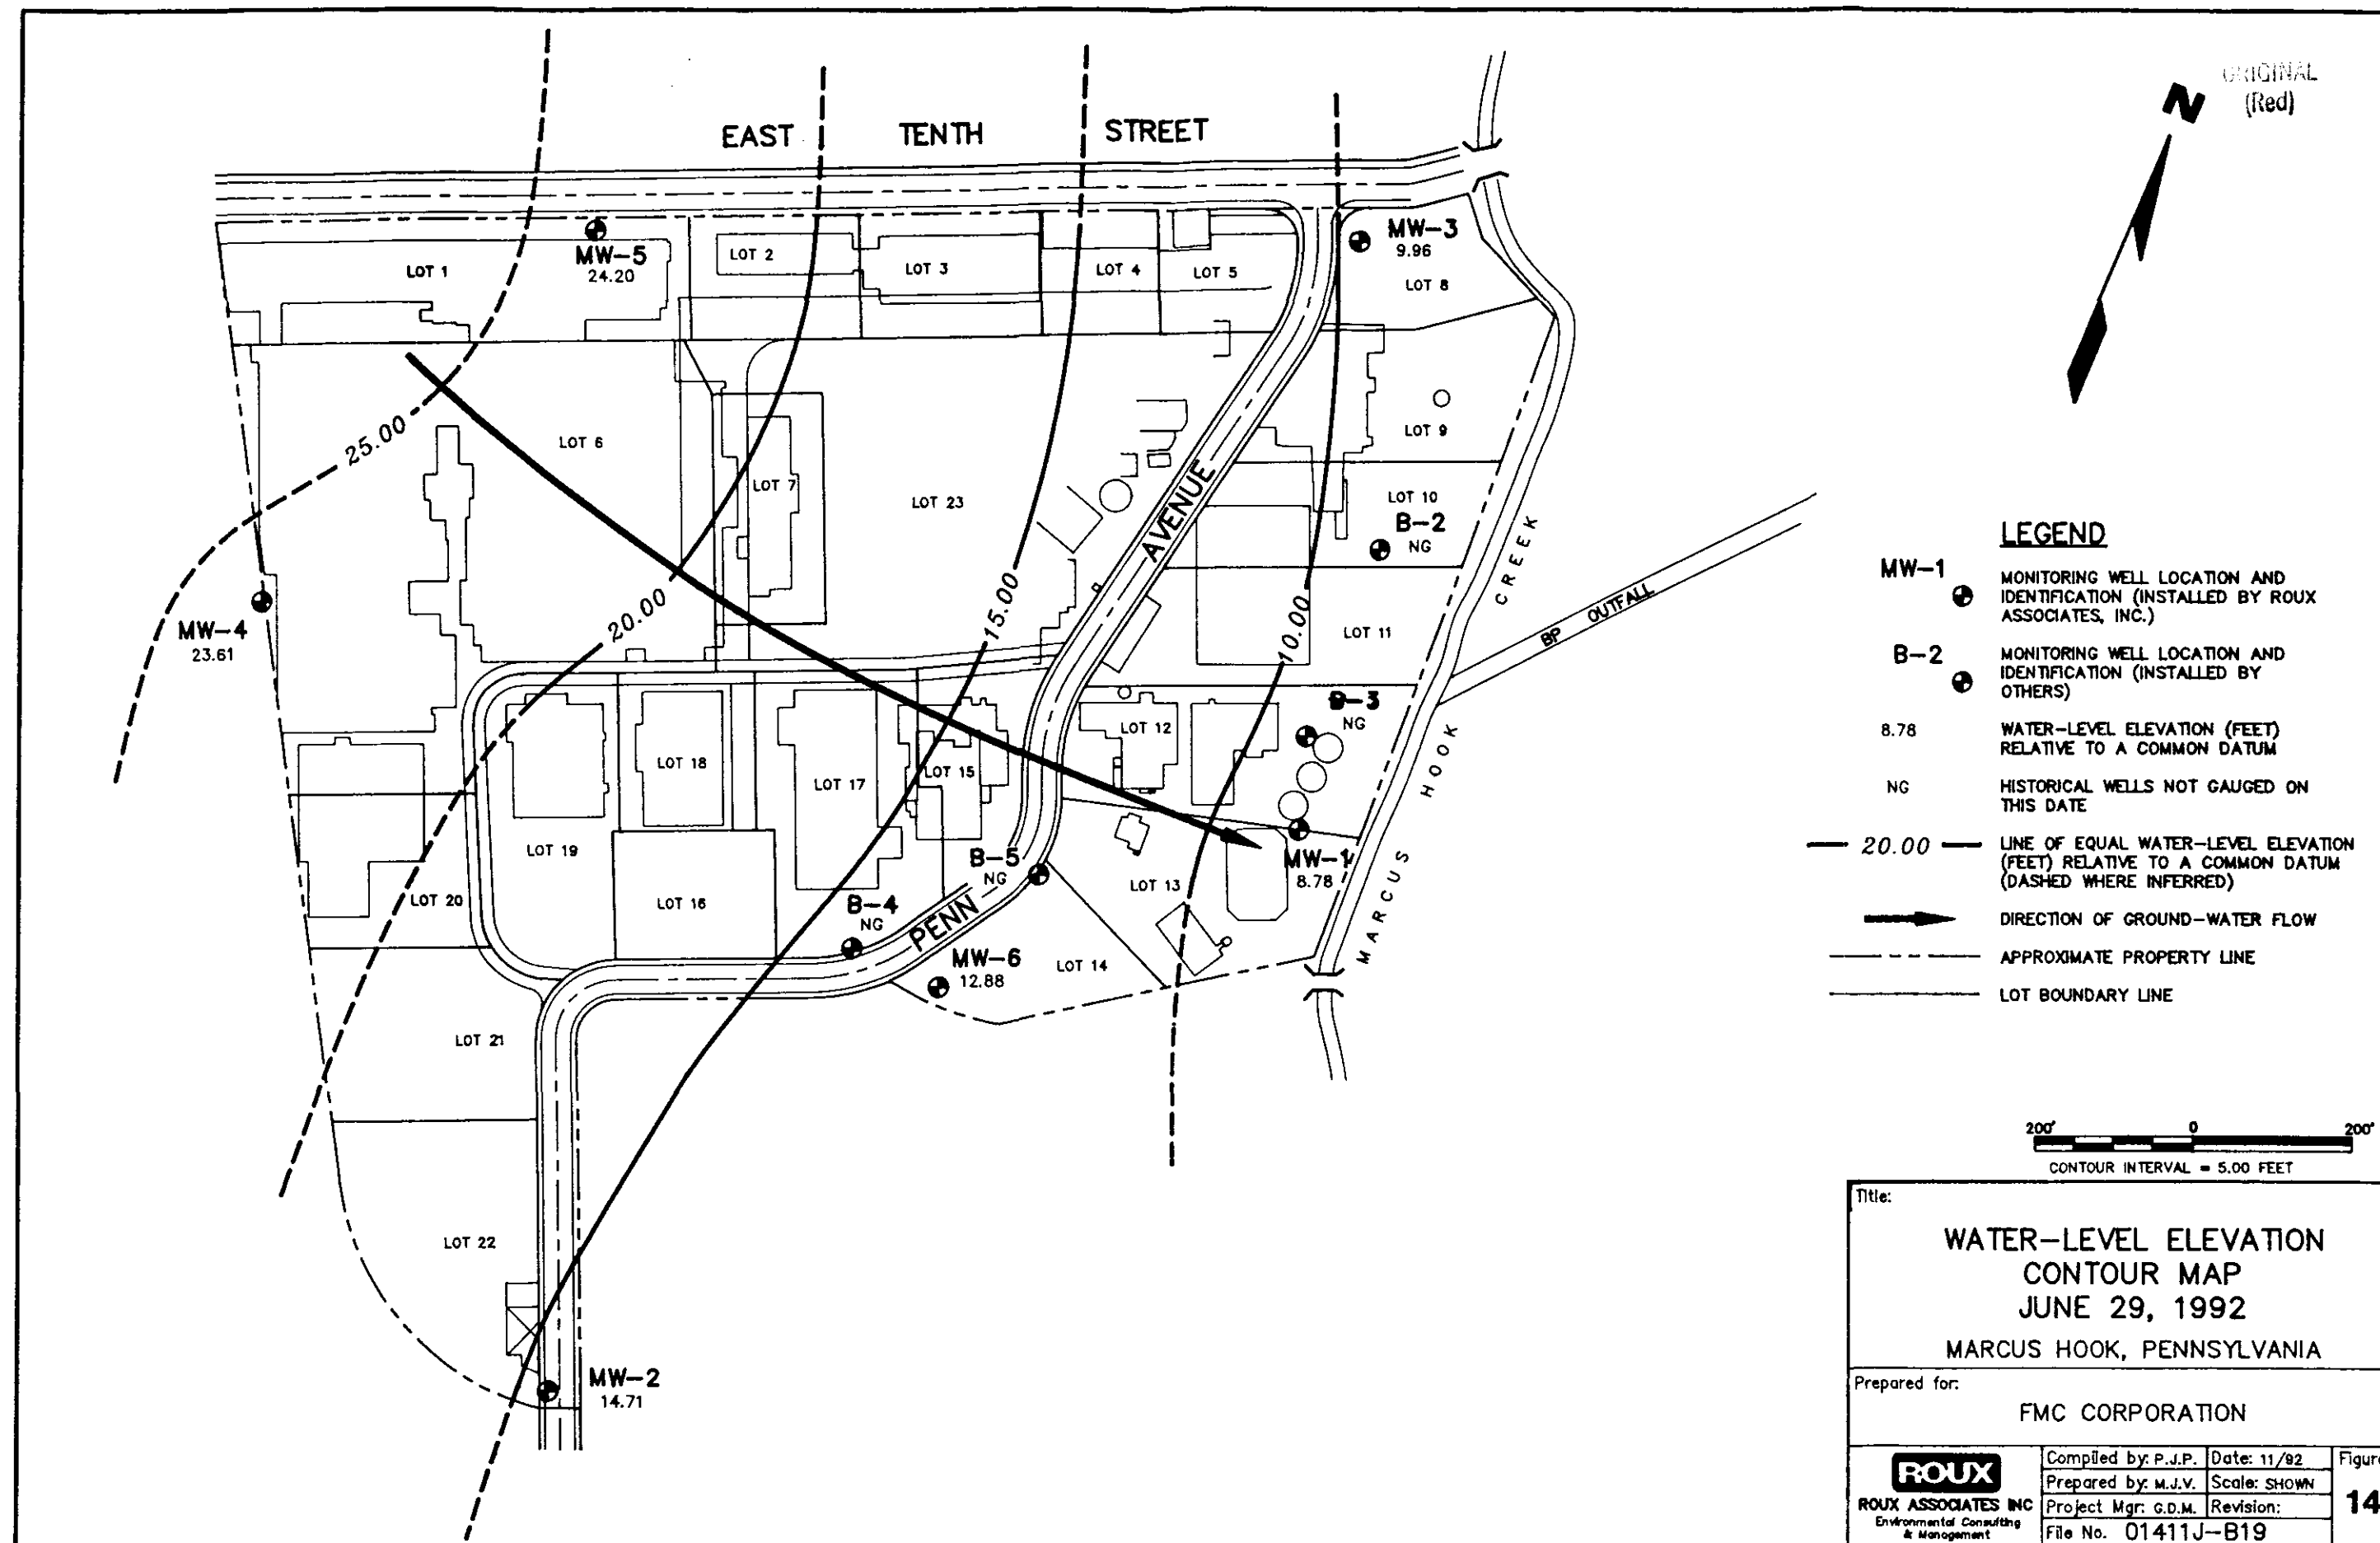 ORIGINAL
(Red)
N
EAST TENTH STREET
MW-5
24.20
MW-3
9.96
LOT 1
LOT 2
LOT 3
LOT 4
LOT 5
LOT 8
25.00
LOT 6
LOT 7
LOT 23
LOT 9
LOT 10
B-2
NG
AVENUE
CREEK
MW-4
23.61
20.00
15.00
10.00
LOT 11
BP OUTFALL
B-3
NG
LOT 12
HOOK
LOT 18
LOT 17
LOT 15
LOT 19
B-5
NG
MW-1
8.78
LOT 13
LOT 20
LOT 16
B-4
NG
PENN
MARCUS
MW-6
12.88
LOT 14
LOT 21
LOT 22
MW-2
14.71
LEGEND
MW-1
MONITORING WELL LOCATION AND
IDENTIFICATION (INSTALLED BY ROUX
ASSOCIATES, INC.)
B-2
MONITORING WELL LOCATION AND
IDENTIFICATION (INSTALLED BY
OTHERS)
8.78
WATER-LEVEL ELEVATION (FEET)
RELATIVE TO A COMMON DATUM
NG
HISTORICAL WELLS NOT GAUGED ON
THIS DATE
20.00
LINE OF EQUAL WATER-LEVEL ELEVATION
(FEET) RELATIVE TO A COMMON DATUM
(DASHED WHERE INFERRED)
DIRECTION OF GROUND-WATER FLOW
APPROXIMATE PROPERTY LINE
LOT BOUNDARY LINE
200' 0 200'
CONTOUR INTERVAL = 5.00 FEET
Title:
WATER-LEVEL ELEVATION
CONTOUR MAP
JUNE 29, 1992
MARCUS HOOK, PENNSYLVANIA
Prepared for:
FMC CORPORATION
ROUX
ROUX ASSOCIATES INC
Environmental Consulting
& Management
Compiled by: P.J.P. Date: 11/92
Prepared by: M.J.V. Scale: SHOWN
Project Mgr: G.D.M. Revision:
File No. 01411J-B19
Figure
14